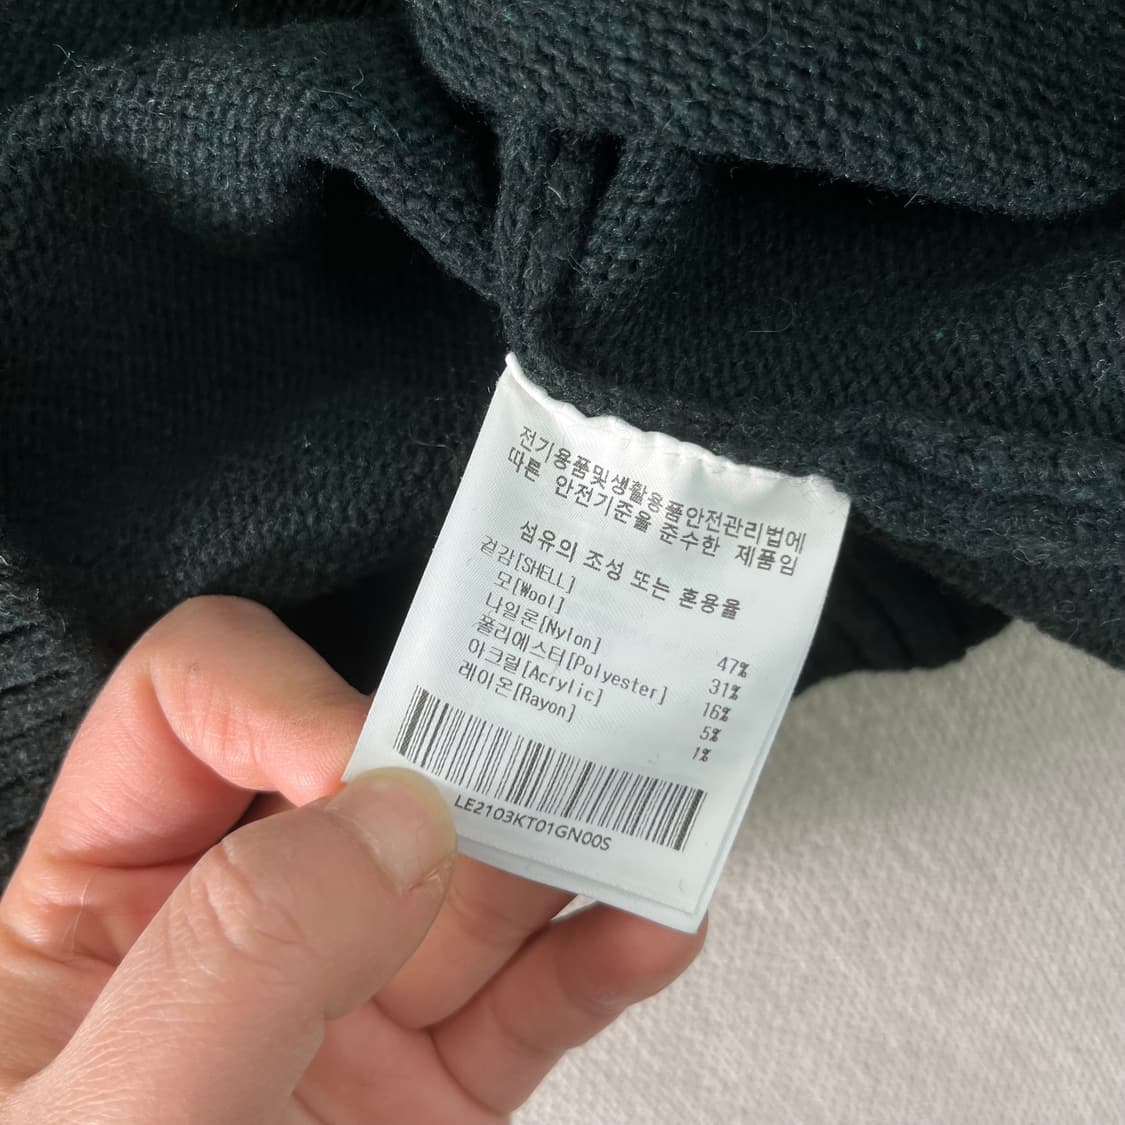 전기용품및생활용품안전관리법에
따른 안전기준을 준수한 제품임
섬유의 조성 또는 혼용율
겉감[SHELL]
모[Wool] 47%
나일론[Nylon] 31%
폴리에스터[Polyester] 16%
아크릴[Acrylic] 5%
레이온[Rayon] 1%
LE2103KT01GN00S